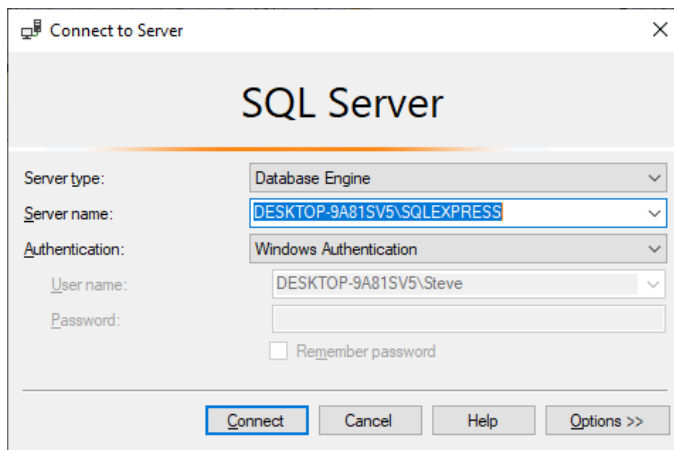 Connect to Server
SQL Server
Server type: Database Engine
Server name: DESKTOP-9A81SV5\SQLEXPRESS
Authentication: Windows Authentication
User name: DESKTOP-9A81SV5\Steve
Password:
Remember password
Connect Cancel Help Options >>